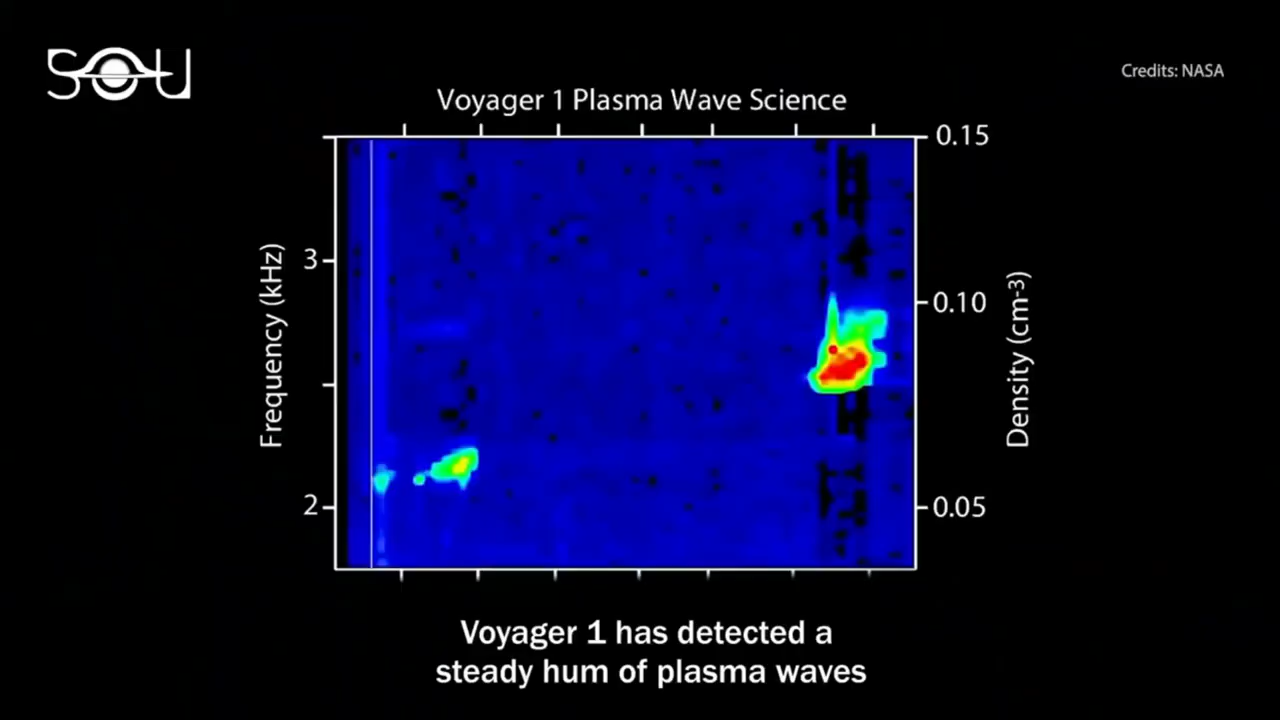 SOU
Credits: NASA
Voyager 1 Plasma Wave Science
0.15
3
0.10
Frequency (kHz)
Density (cm-3)
2
0.05
Voyager 1 has detected a
steady hum of plasma waves